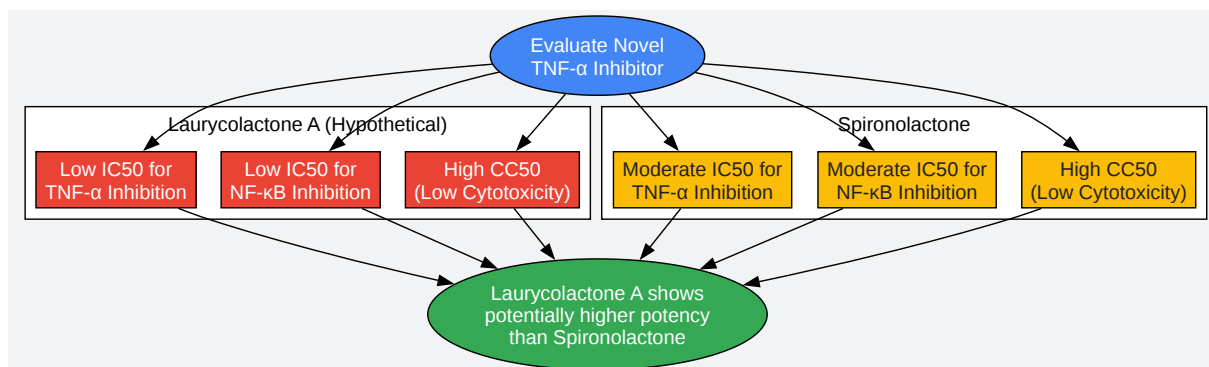 Evaluate Novel
TNF-α Inhibitor
Laurycolactone A (Hypothetical)
Spironolactone
Low IC50 for
TNF-α Inhibition
Low IC50 for
NF-κB Inhibition
High CC50
(Low Cytotoxicity)
Moderate IC50 for
TNF-α Inhibition
Moderate IC50 for
NF-κB Inhibition
High CC50
(Low Cytotoxicity)
Laurycolactone A shows
potentially higher potency
than Spironolactone